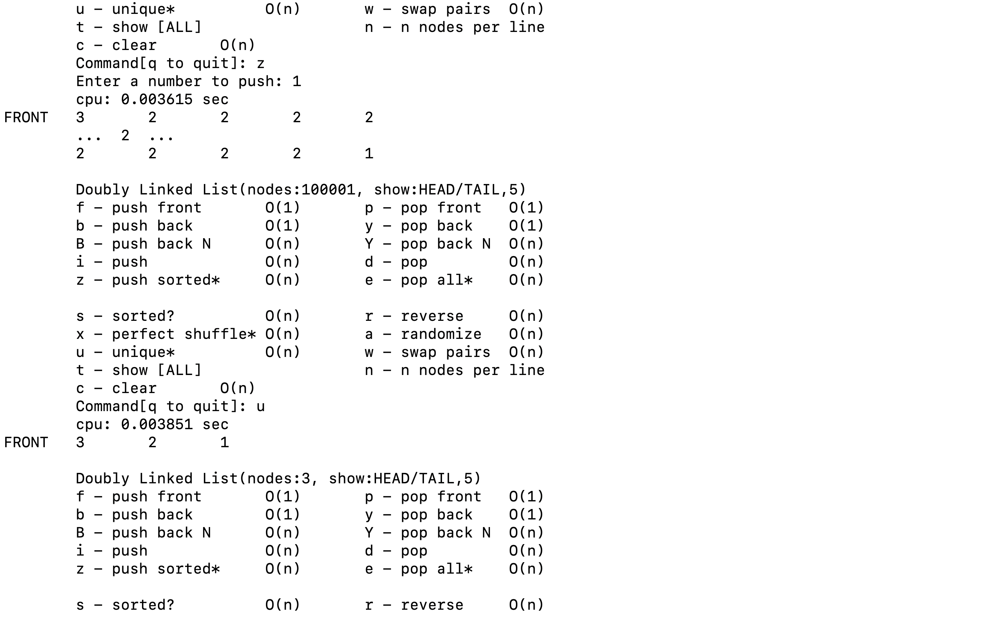 u - unique*          O(n)       w - swap pairs  O(n)
t - show [ALL]                  n - n nodes per line
c - clear       O(n)
Command[q to quit]: z
Enter a number to push: 1
cpu: 0.003615 sec
FRONT   3       2       2       2       2
...  2  ...
2       2       2       2       1
Doubly Linked List(nodes:100001, show:HEAD/TAIL,5)
f - push front       O(1)       p - pop front   O(1)
b - push back        O(1)       y - pop back    O(1)
B - push back N      O(n)       Y - pop back N  O(n)
i - push             O(n)       d - pop         O(n)
z - push sorted*     O(n)       e - pop all*    O(n)
s - sorted?          O(n)       r - reverse     O(n)
x - perfect shuffle* O(n)       a - randomize   O(n)
u - unique*          O(n)       w - swap pairs  O(n)
t - show [ALL]                  n - n nodes per line
c - clear       O(n)
Command[q to quit]: u
cpu: 0.003851 sec
FRONT   3       2       1
Doubly Linked List(nodes:3, show:HEAD/TAIL,5)
f - push front       O(1)       p - pop front   O(1)
b - push back        O(1)       y - pop back    O(1)
B - push back N      O(n)       Y - pop back N  O(n)
i - push             O(n)       d - pop         O(n)
z - push sorted*     O(n)       e - pop all*    O(n)
s - sorted?          O(n)       r - reverse     O(n)